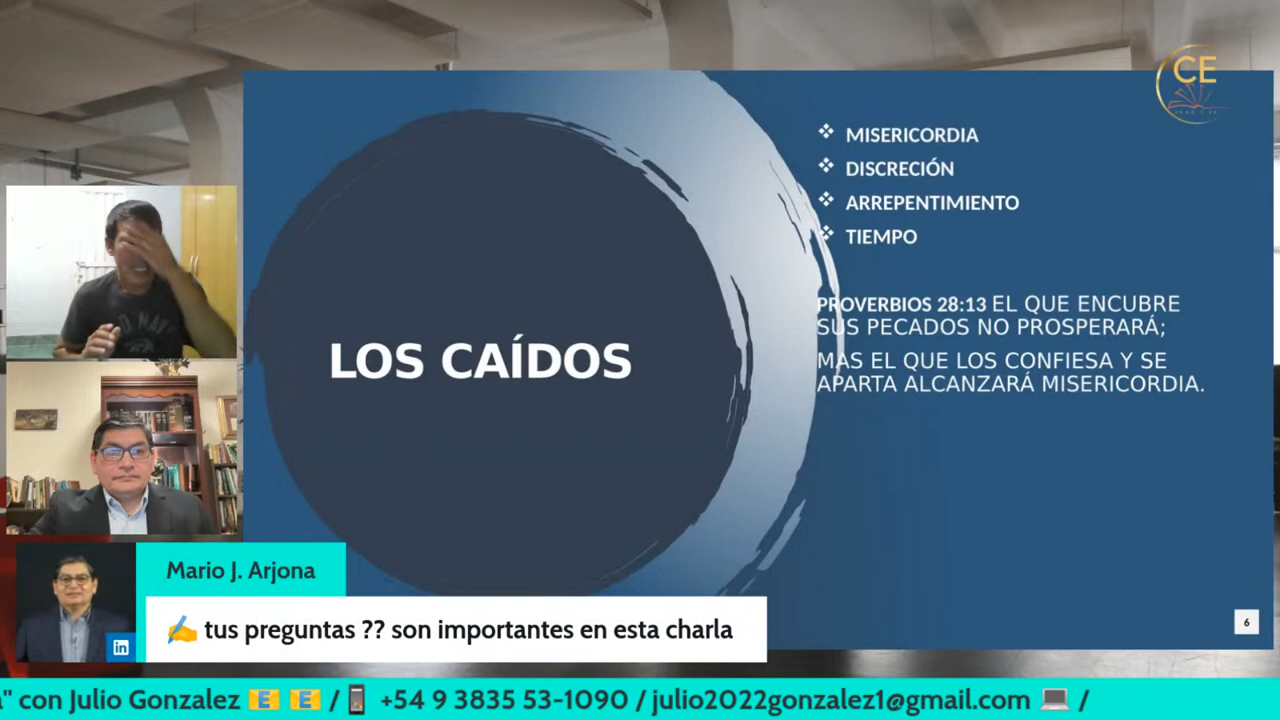 CE
MISERICORDIA
DISCRECIÓN
ARREPENTIMIENTO
TIEMPO
PROVERBIOS 28:13 EL QUE ENCUBRE
SUS PECADOS NO PROSPERARÁ;
MAS EL QUE LOS CONFIESA Y SE
APARTA ALCANZARÁ MISERICORDIA.
LOS CAÍDOS
6
Mario J. Arjona
in
✍️ tus preguntas ?? son importantes en esta charla
" con Julio Gonzalez 📧 📧 / 📱 +54 9 3835 53-1090 / julio2022gonzalez1@gmail.com 💻 /